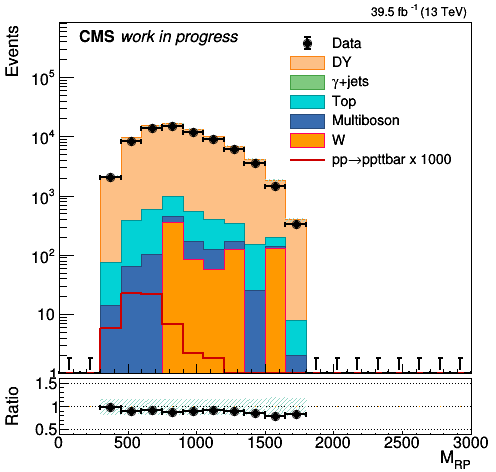 39.5 fb⁻¹ (13 TeV)
CMS work in progress
Events
Data
DY
γ+jets
Top
Multiboson
W
pp→ppttbar x 1000
10⁵
10⁴
10³
10²
10
1
Ratio
1.5
1
0.5
0 500 1000 1500 2000 2500 3000
M_RP